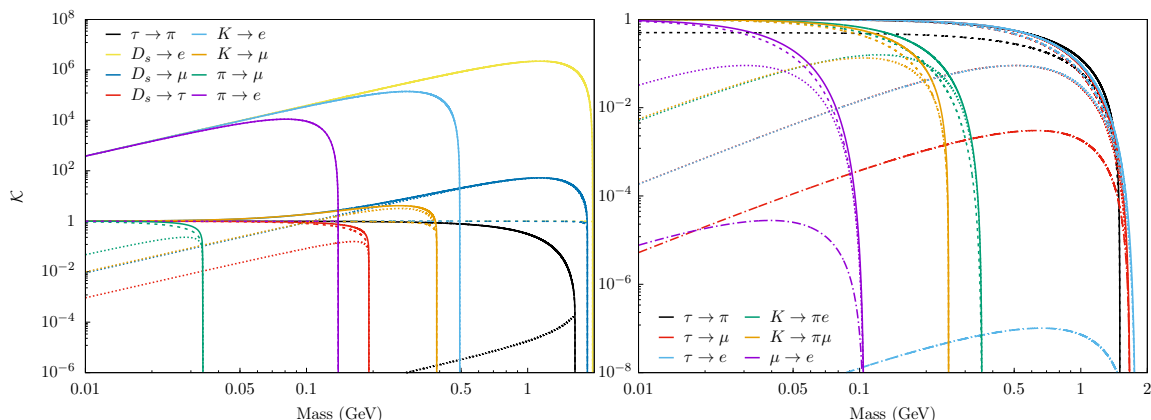 10^8
10^6
10^4
10^2
1
10^-2
10^-4
10^-6
𝒦
τ → π
D_s → e
D_s → μ
D_s → τ
K → e
K → μ
π → μ
π → e
0.01
0.05
0.1
0.5
1
2
Mass (GeV)
1
10^-2
10^-4
10^-6
10^-8
τ → π
τ → μ
τ → e
K → πe
K → πμ
μ → e
0.01
0.05
0.1
0.5
1
2
Mass (GeV)